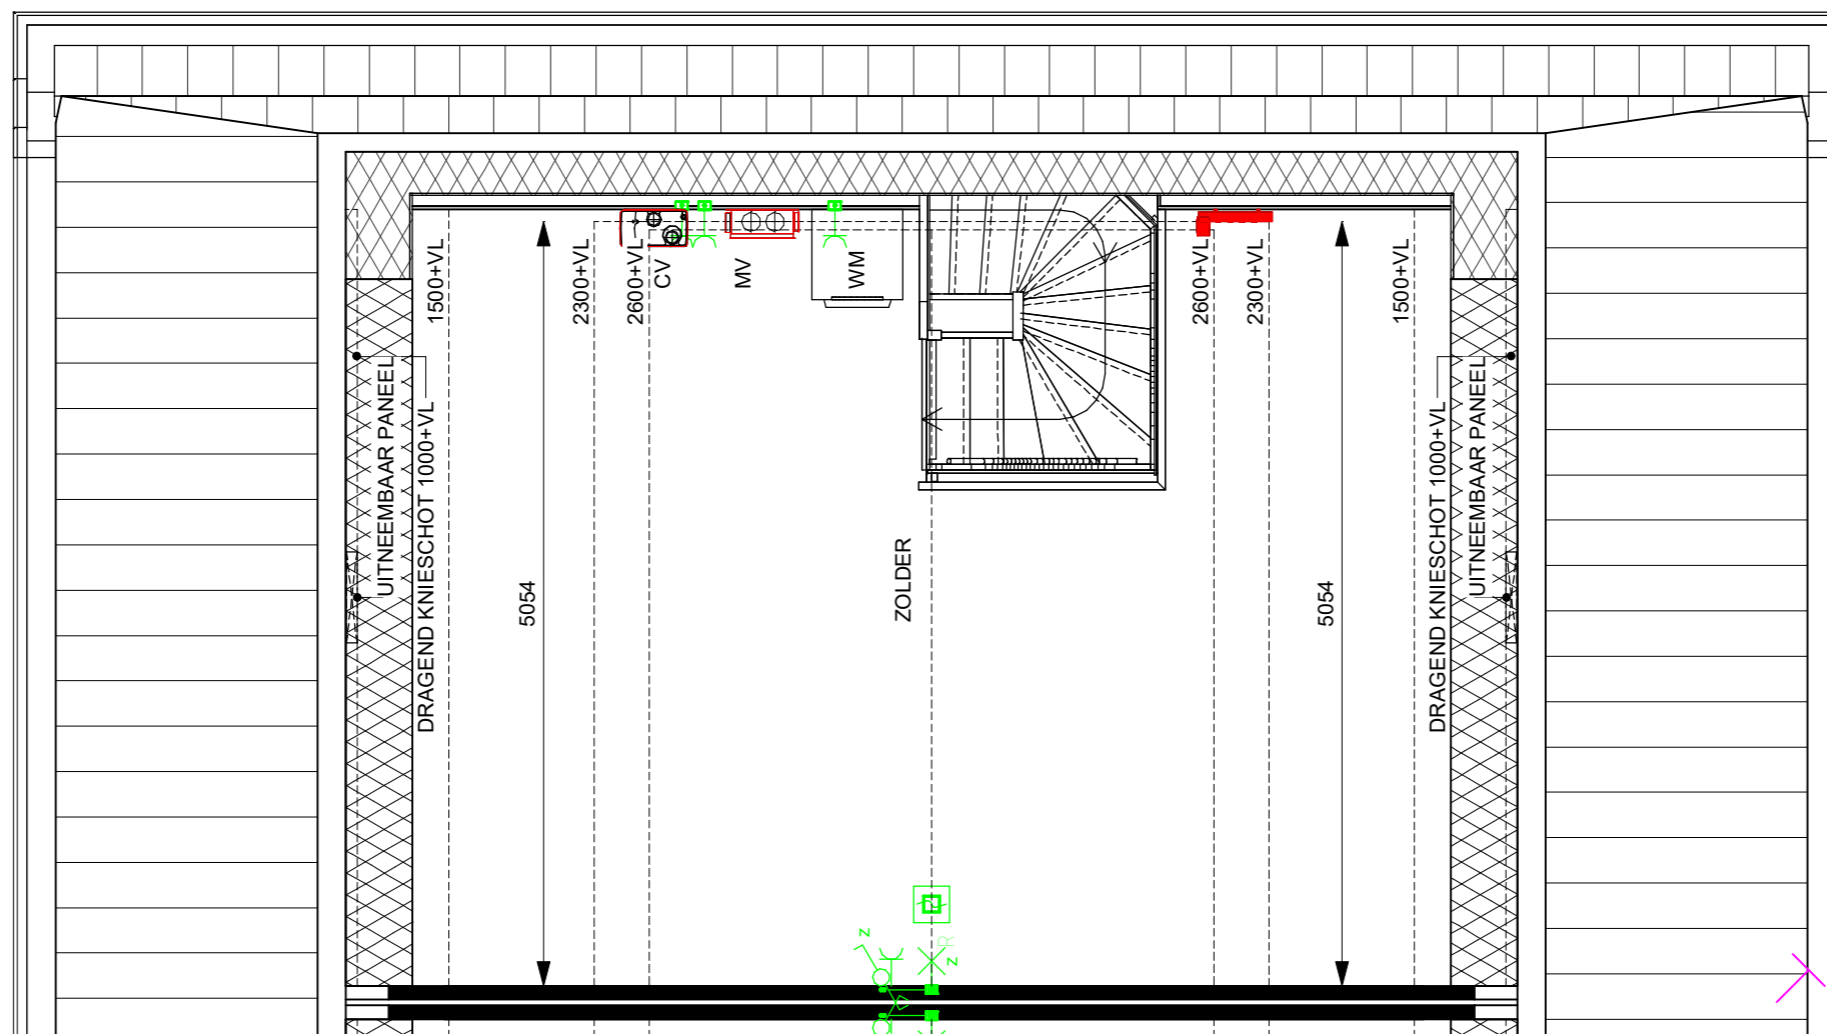 1500+VL
2300+VL
2600+VL
CV
MV
WM
2600+VL
2300+VL
1500+VL
UITNEEMBAAR PANEEL
DRAGEND KNIESCHOT 1000+VL
5054
ZOLDER
5054
DRAGEND KNIESCHOT 1000+VL
UITNEEMBAAR PANEEL
z
R
z